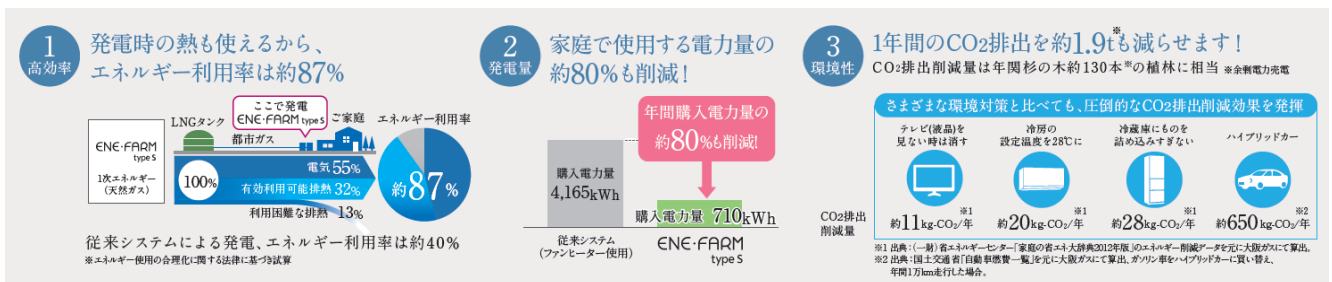 1
高効率
発電時の熱も使えるから、
エネルギー利用率は約87%
ここで発電
ENE・FARM type S
LNGタンク
都市ガス
ご家庭
エネルギー利用率
ENE・FARM
type S
1次エネルギー
(天然ガス)
100%
電気55%
有効利用可能排熱32%
利用困難な排熱 13%
約87%
従来システムによる発電、エネルギー利用率は約40%
※エネルギー使用の合理化に関する法律に基づき試算
2
発電量
家庭で使用する電力量の
約80%も削減!
年間購入電力量の
約80%も削減!
購入電力量
4,165kWh
購入電力量 710kWh
従来システム
(ファンヒーター使用)
ENE・FARM
type S
3
環境性
1年間のCO2排出を約1.9t※も減らせます!
CO2排出削減量は年間杉の木約130本※の植林に相当 ※余剰電力売電
さまざまな環境対策と比べても、圧倒的なCO2排出削減効果を発揮
テレビ(液晶)を
見ない時は消す
冷房の
設定温度を28℃に
冷蔵庫にものを
詰め込みすぎない
ハイブリッドカー
CO2排出
削減量
約11kg-CO2/年※1
約20kg-CO2/年※1
約28kg-CO2/年※1
約650kg-CO2/年※2
※1 出典:(一財)省エネルギーセンター「家庭の省エネ大辞典2012年版」のエネルギー削減データを元に大阪ガスにて算出。
※2 出典:国土交通省「自動車燃費一覧」を元に大阪ガスにて算出、ガソリン車をハイブリッドカーに買い替え、
年間1万km走行した場合。